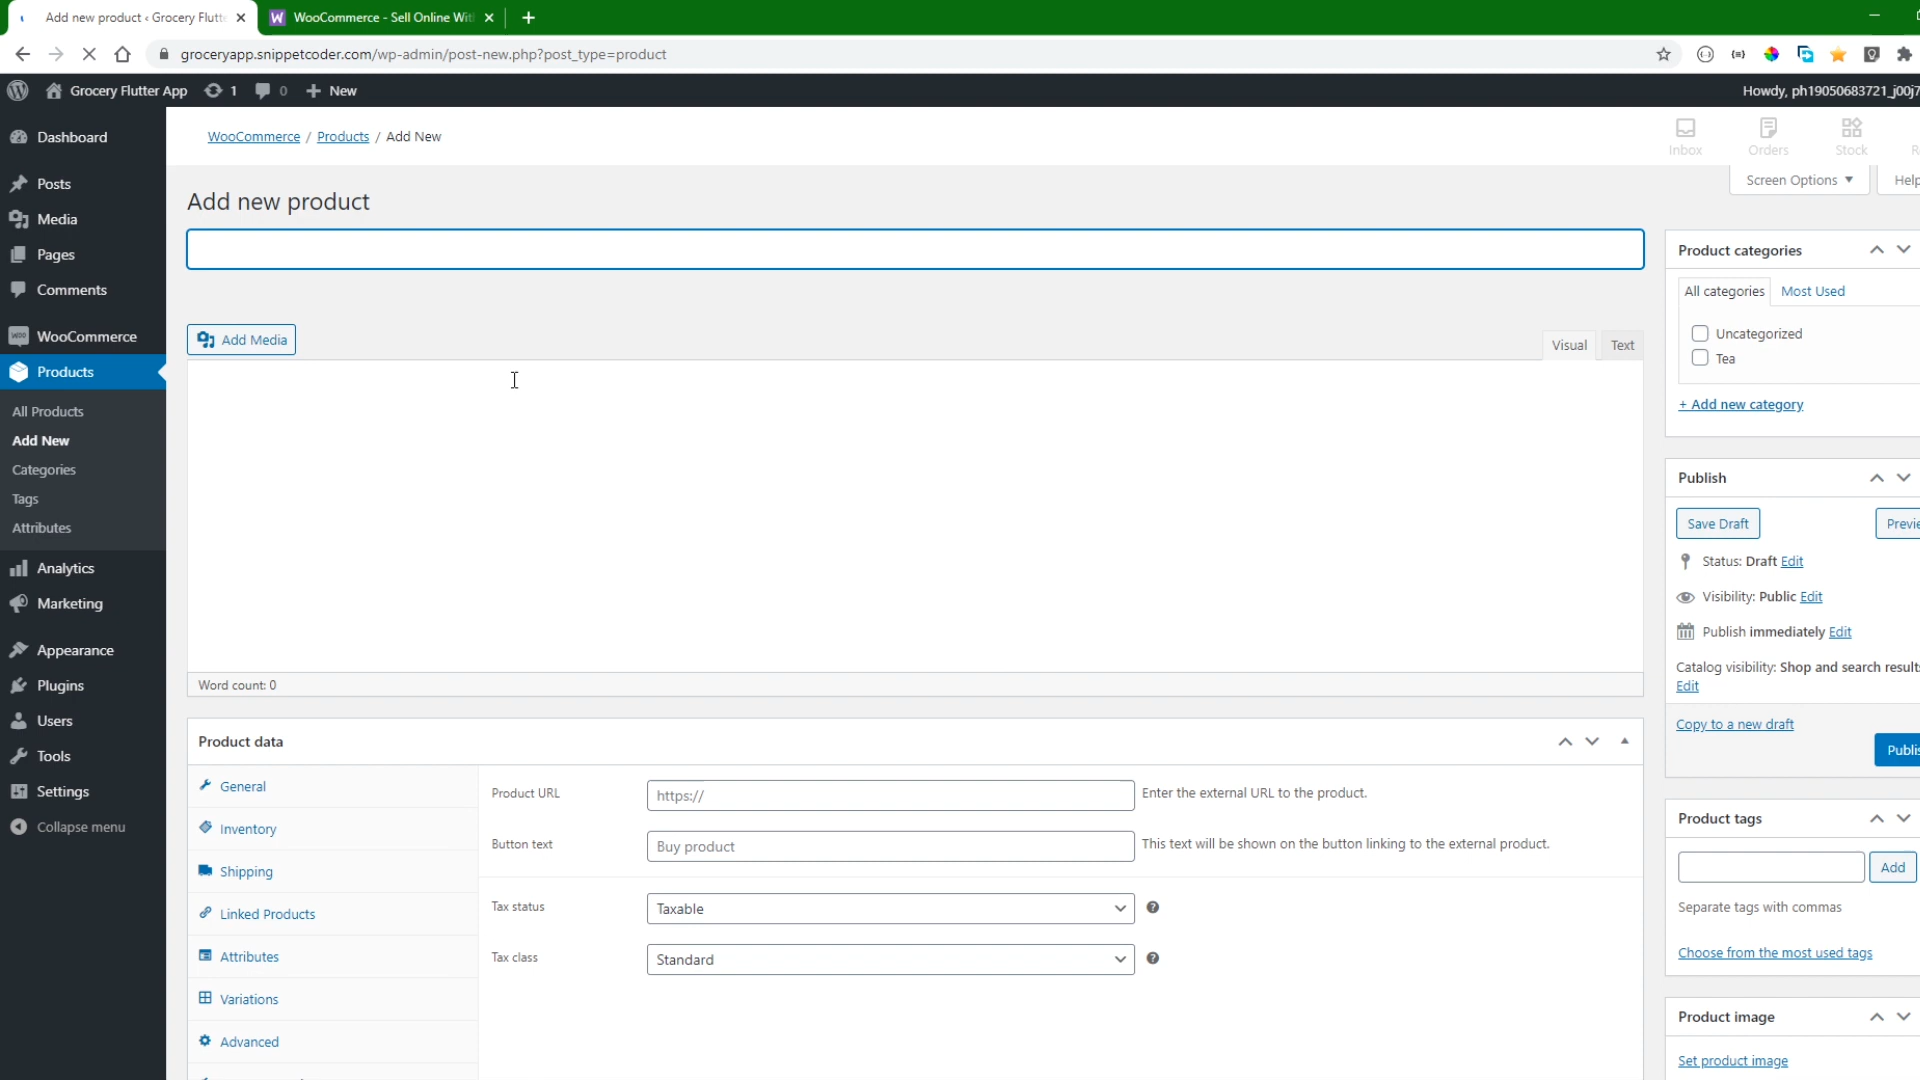 Add new product ‹ Grocery Flutt
WooCommerce - Sell Online Wit
groceryapp.snippetcoder.com/wp-admin/post-new.php?post_type=product
Grocery Flutter App
1
0
New
Howdy, ph19050683721_j00j7
Dashboard
Posts
Media
Pages
Comments
WooCommerce
Products
All Products
Add New
Categories
Tags
Attributes
Analytics
Marketing
Appearance
Plugins
Users
Tools
Settings
Collapse menu
WooCommerce / Products / Add New
Inbox
Orders
Stock
R
Screen Options
Help
Add new product
Add Media
Visual
Text
Word count: 0
Product data
General
Inventory
Shipping
Linked Products
Attributes
Variations
Advanced
Product URL
https://
Enter the external URL to the product.
Button text
Buy product
This text will be shown on the button linking to the external product.
Tax status
Taxable
Tax class
Standard
Product categories
All categories
Most Used
Uncategorized
Tea
+ Add new category
Publish
Save Draft
Previe
Status: Draft Edit
Visibility: Public Edit
Publish immediately Edit
Catalog visibility: Shop and search results
Edit
Copy to a new draft
Publis
Product tags
Add
Separate tags with commas
Choose from the most used tags
Product image
Set product image